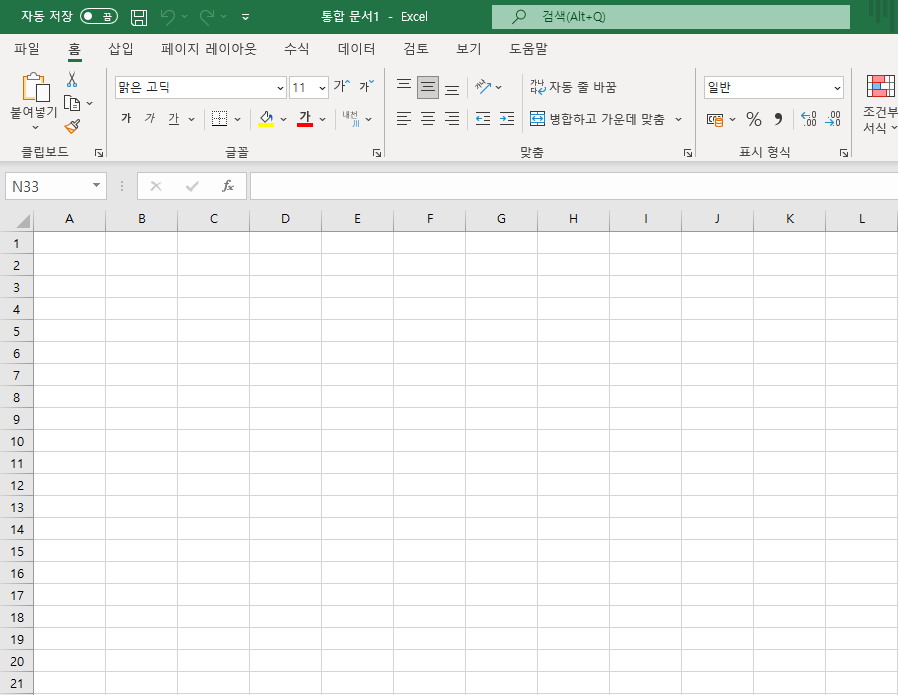 자동 저장 끔 통합 문서1 - Excel 검색(Alt+Q)
파일 홈 삽입 페이지 레이아웃 수식 데이터 검토 보기 도움말
맑은 고딕 11 가 가 가나다라 자동 줄 바꿈 일반
붙여넣기 가 가 가 가 내천 병합하고 가운데 맞춤 % 조건부
서식
클립보드 글꼴 맞춤 표시 형식
N33 fx
A B C D E F G H I J K L
1
2
3
4
5
6
7
8
9
10
11
12
13
14
15
16
17
18
19
20
21